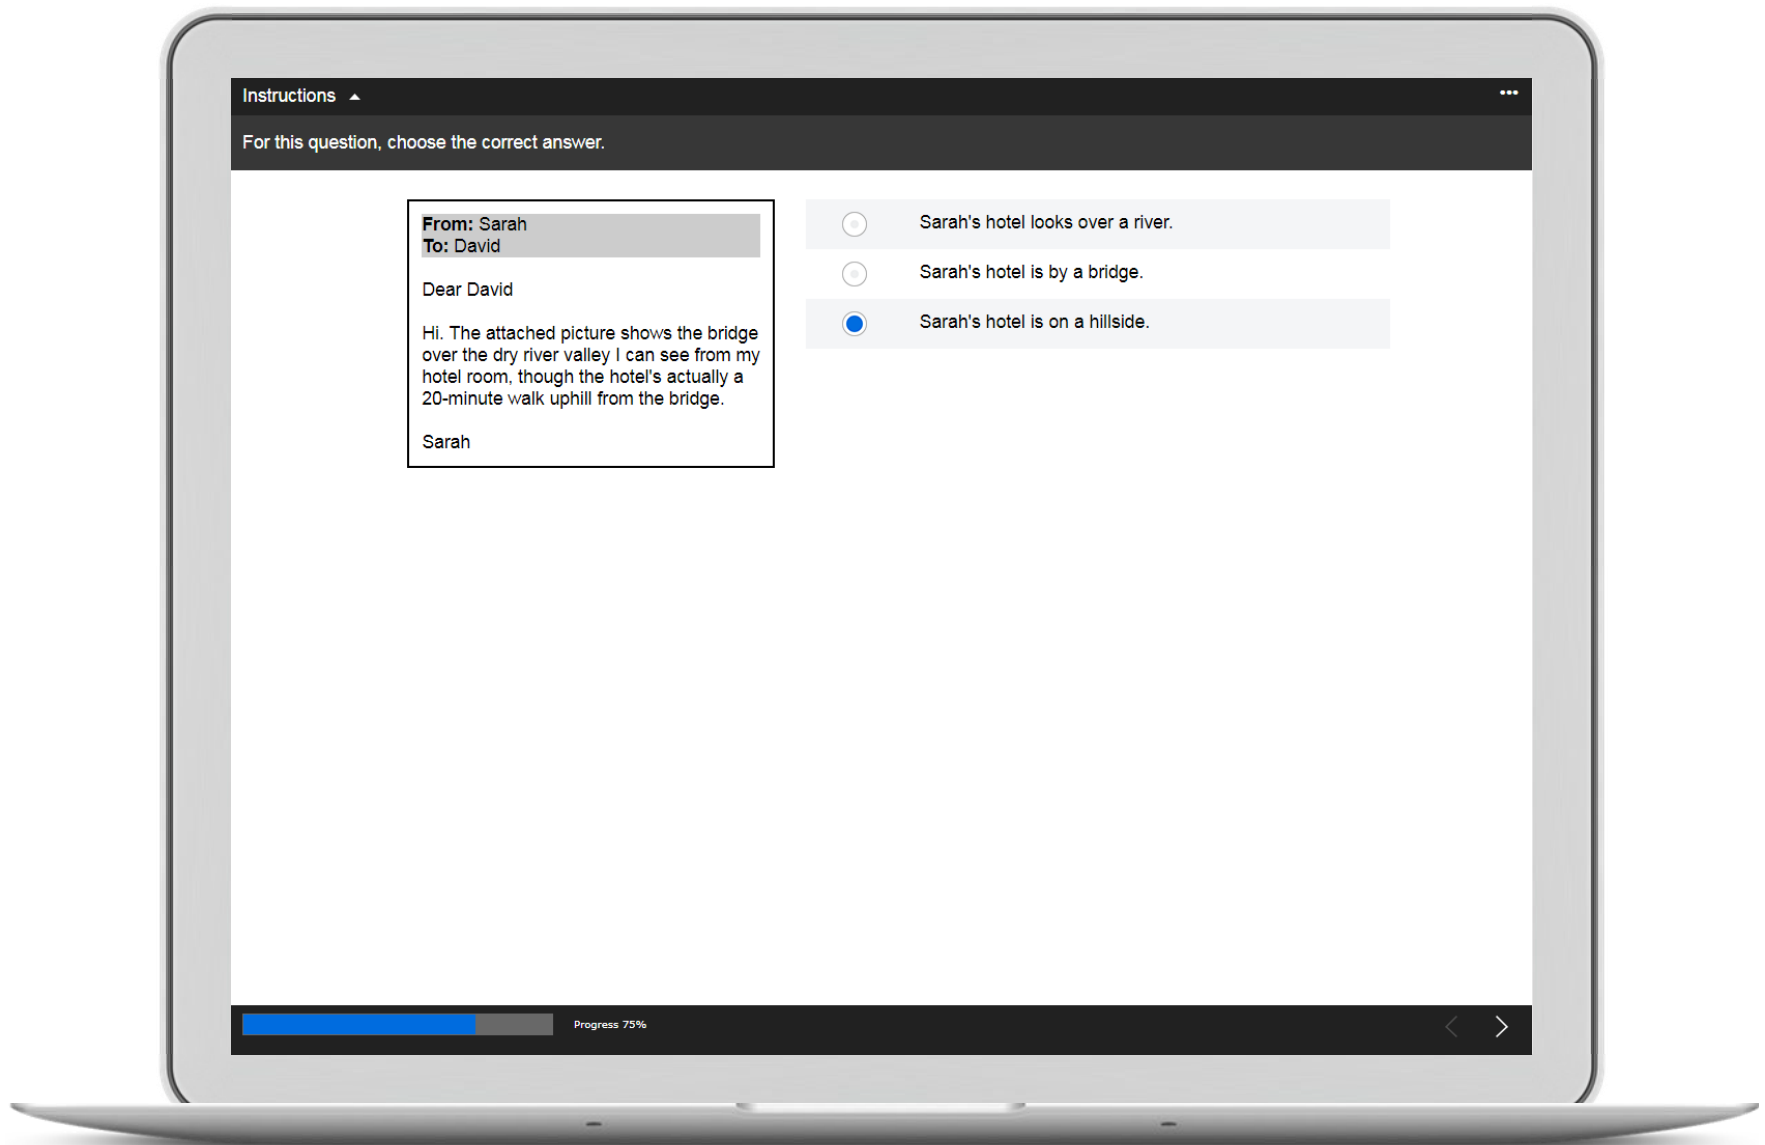 Instructions
For this question, choose the correct answer.
From: Sarah
To: David
Dear David
Hi. The attached picture shows the bridge
over the dry river valley I can see from my
hotel room, though the hotel's actually a
20-minute walk uphill from the bridge.
Sarah
Sarah's hotel looks over a river.
Sarah's hotel is by a bridge.
Sarah's hotel is on a hillside.
Progress 75%